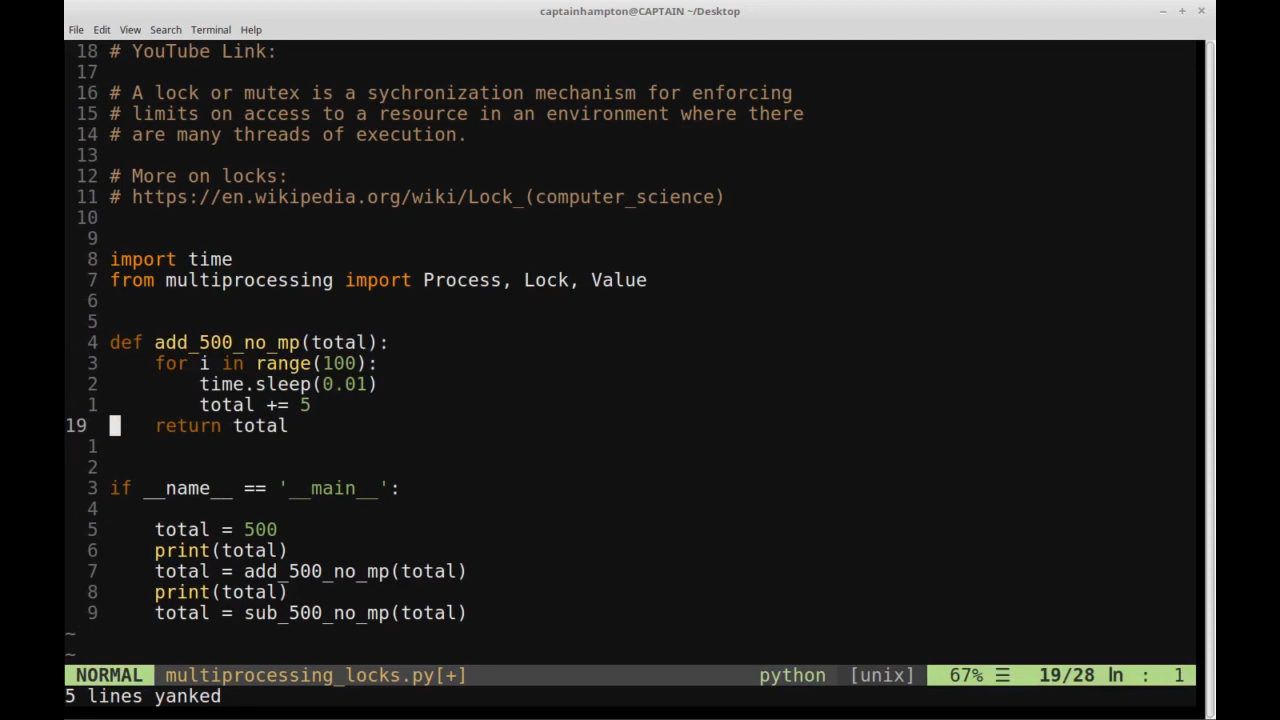 captainhampton@CAPTAIN ~/Desktop
File Edit View Search Terminal Help
18 # YouTube Link:
17
16 # A lock or mutex is a sychronization mechanism for enforcing
15 # limits on access to a resource in an environment where there
14 # are many threads of execution.
13
12 # More on locks:
11 # https://en.wikipedia.org/wiki/Lock_(computer_science)
10
9
8 import time
7 from multiprocessing import Process, Lock, Value
6
5
4 def add_500_no_mp(total):
3     for i in range(100):
2         time.sleep(0.01)
1         total += 5
19     return total
1
2
3 if __name__ == '__main__':
4
5     total = 500
6     print(total)
7     total = add_500_no_mp(total)
8     print(total)
9     total = sub_500_no_mp(total)
~
~
NORMAL multiprocessing_locks.py[+] python [unix] 67% ☰ 19/28 ㏑ : 1
5 lines yanked